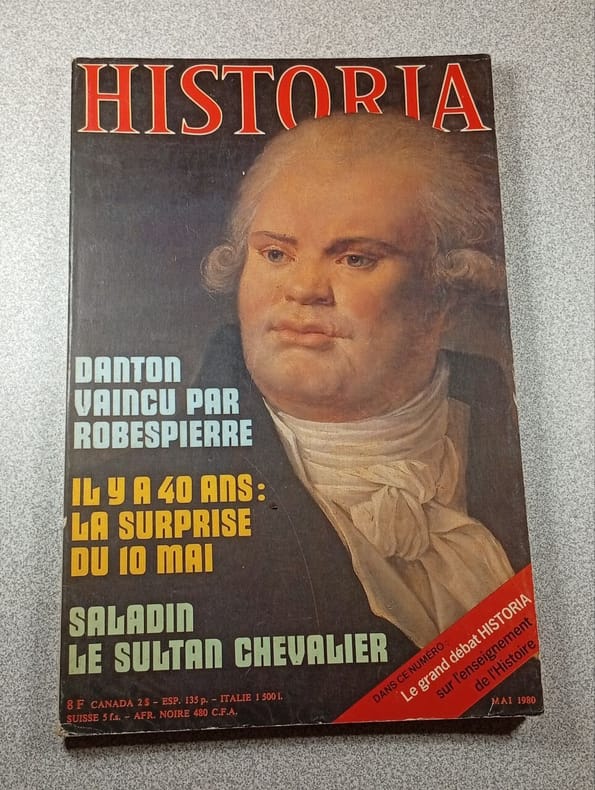 HISTORIA
DANTON
VAINCU PAR
ROBESPIERRE
IL Y A 40 ANS :
LA SURPRISE
DU 10 MAI
SALADIN
LE SULTAN CHEVALIER
DANS CE NUMÉRO :
Le grand débat HISTORIA
sur l'enseignement
de l'Histoire
8 F CANADA 2 $ – ESP. 135 p. – ITALIE 1 500 l.
SUISSE 5 f.s. – AFR. NOIRE 480 C.F.A.
MAI 1980